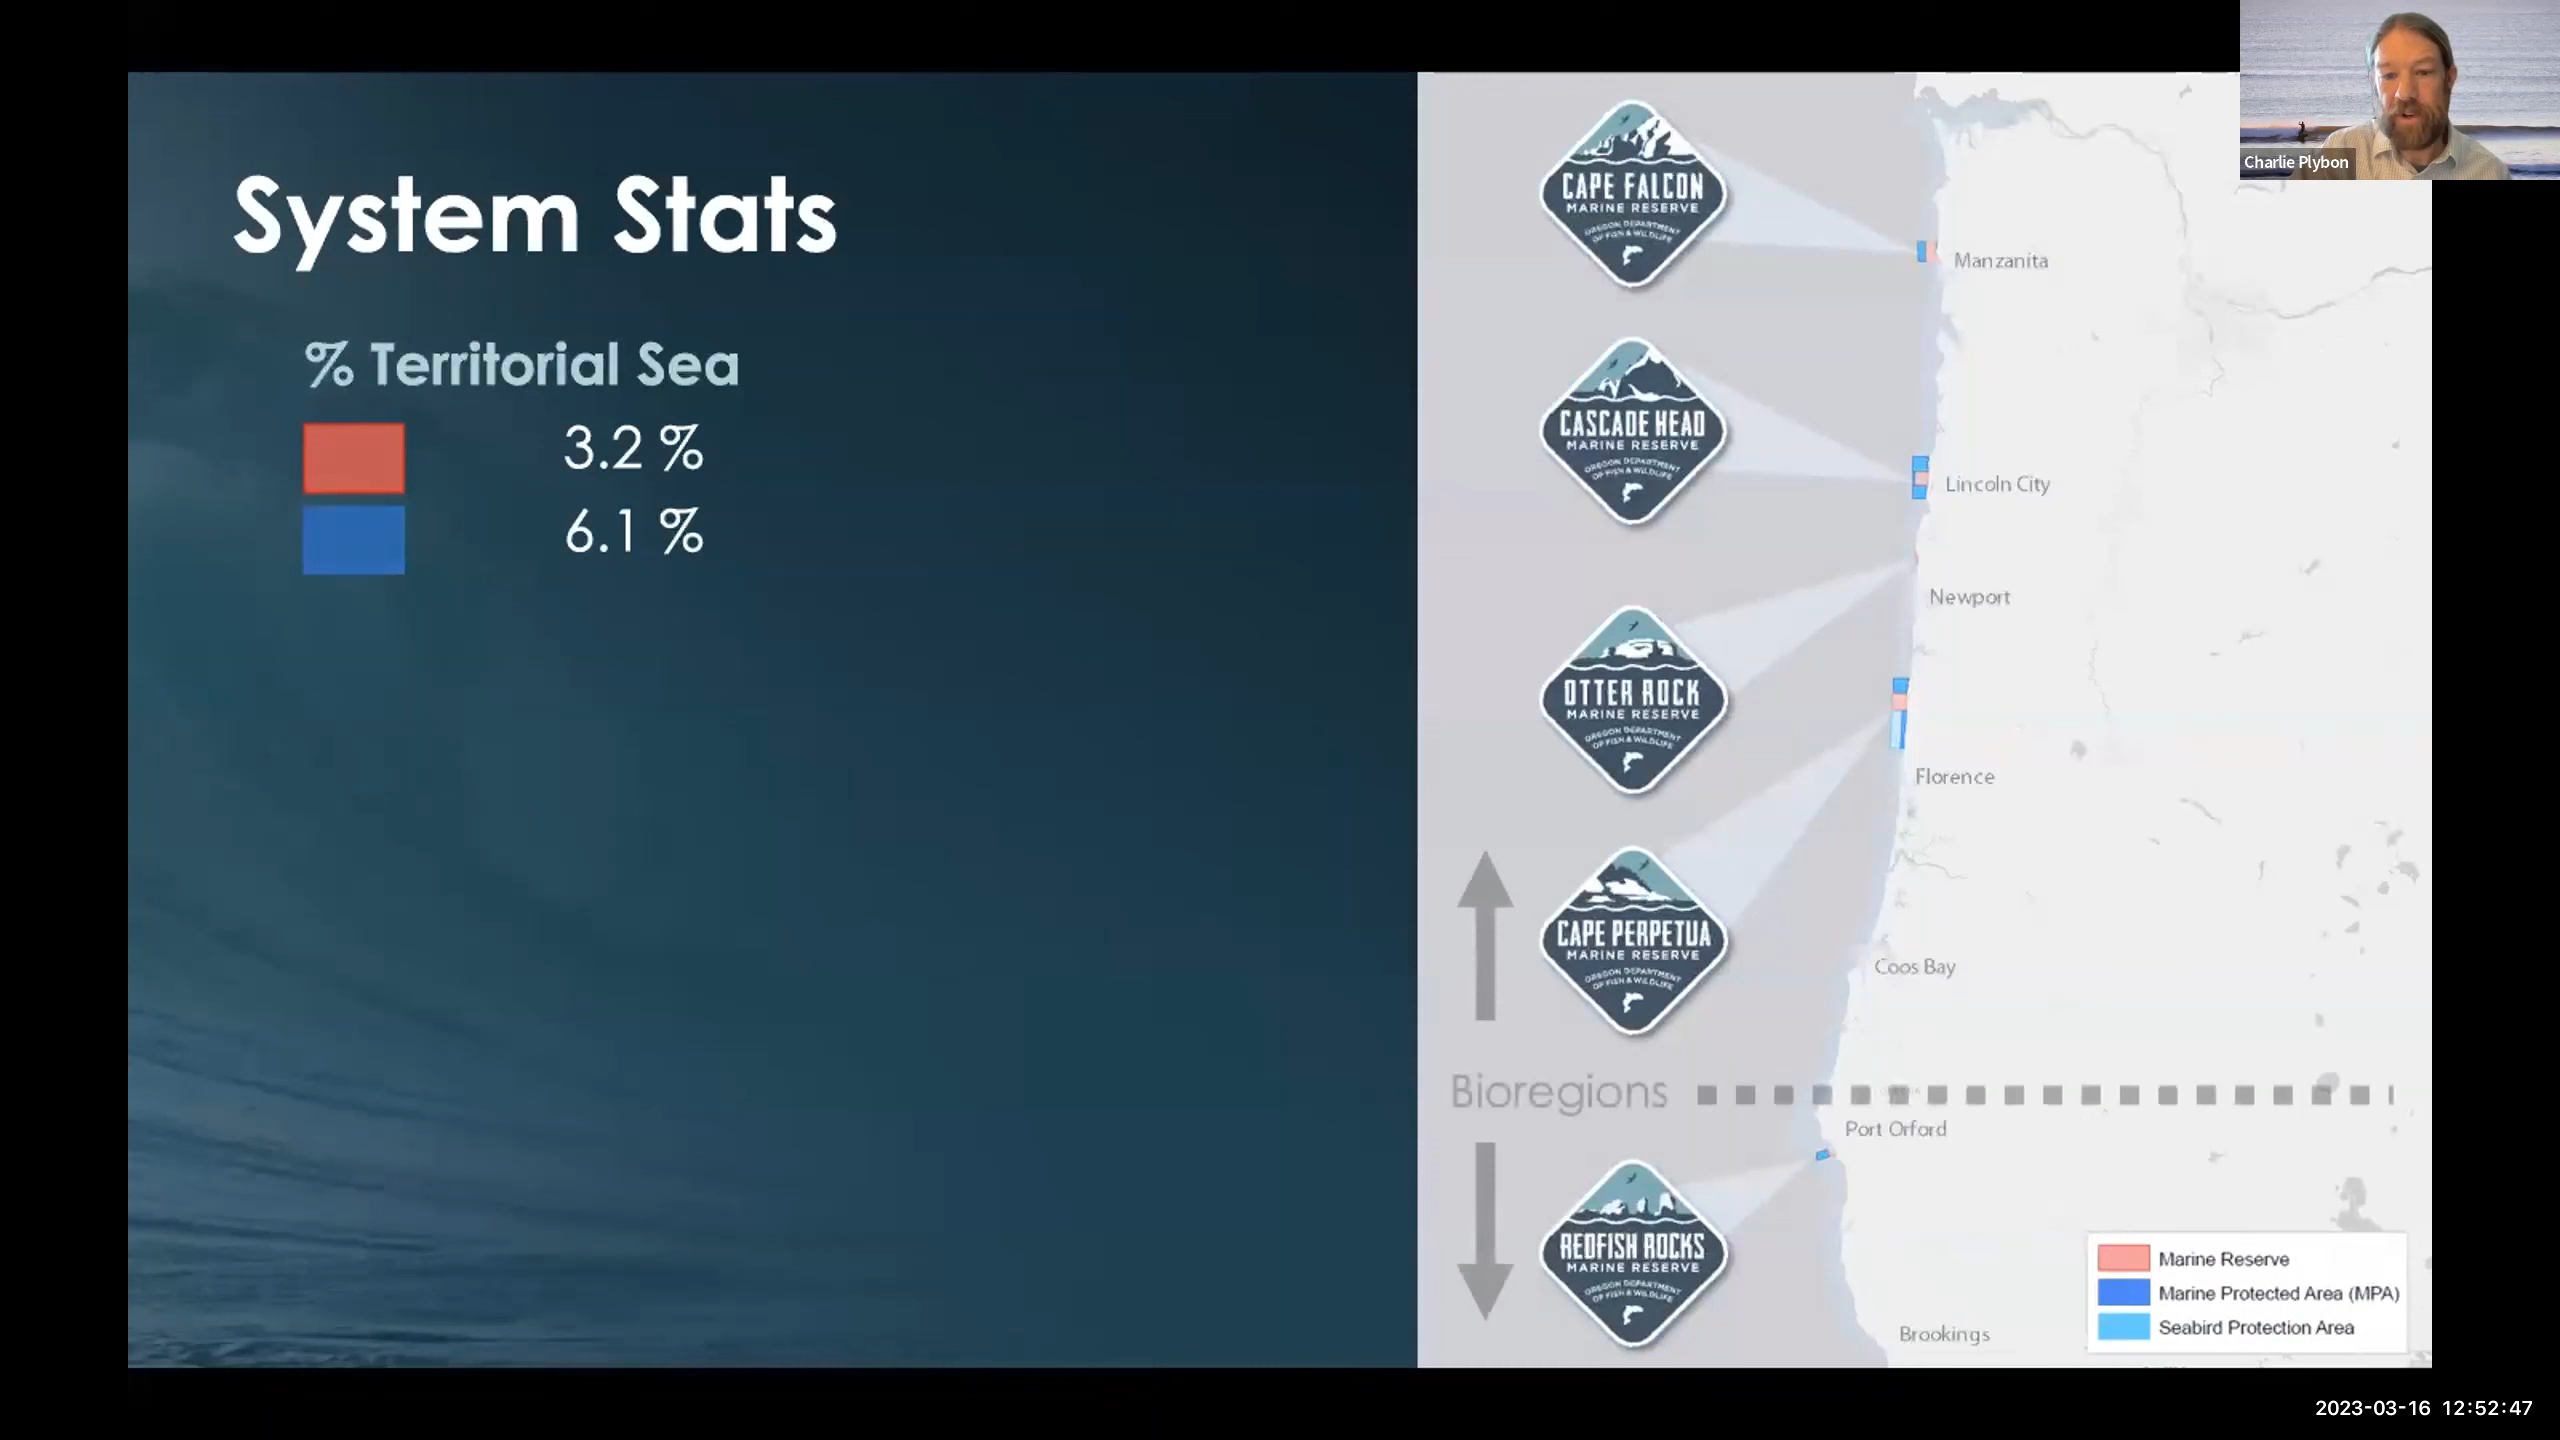 System Stats
% Territorial Sea
3.2 %
6.1 %
CAPE FALCON
MARINE RESERVE
OREGON DEPARTMENT
OF FISH & WILDLIFE
CASCADE HEAD
MARINE RESERVE
OREGON DEPARTMENT
OF FISH & WILDLIFE
OTTER ROCK
MARINE RESERVE
OREGON DEPARTMENT
OF FISH & WILDLIFE
CAPE PERPETUA
MARINE RESERVE
OREGON DEPARTMENT
OF FISH & WILDLIFE
Bioregions
REDFISH ROCKS
MARINE RESERVE
OREGON DEPARTMENT
OF FISH & WILDLIFE
Manzanita
Lincoln City
Newport
Florence
Coos Bay
Port Orford
Brookings
Marine Reserve
Marine Protected Area (MPA)
Seabird Protection Area
Charlie Plybon
2023-03-16 12:52:47